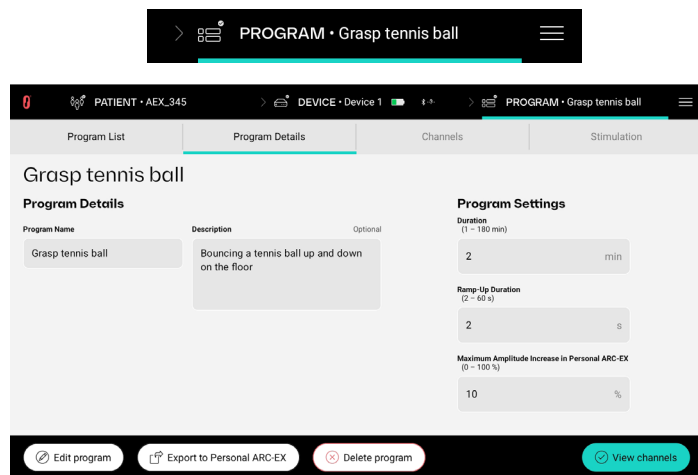 PROGRAM • Grasp tennis ball
PATIENT • AEX_345
DEVICE • Device 1
PROGRAM • Grasp tennis ball
Program List
Program Details
Channels
Stimulation
Grasp tennis ball
Program Details
Program Name
Grasp tennis ball
Description
Optional
Bouncing a tennis ball up and down
on the floor
Program Settings
Duration
(1 – 180 min)
2 min
Ramp-Up Duration
(2 – 60 s)
2 s
Maximum Amplitude Increase in Personal ARC-EX
(0 – 100 %)
10 %
Edit program
Export to Personal ARC-EX
Delete program
View channels